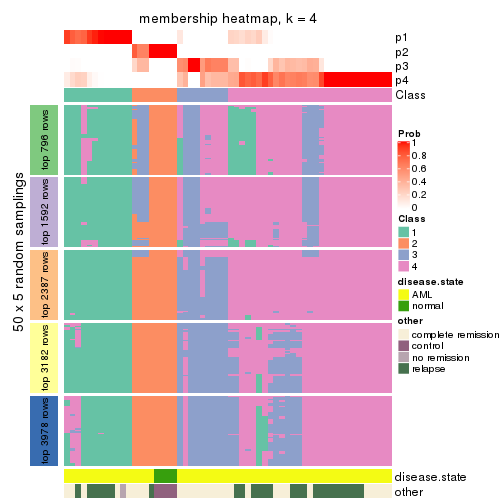 membership heatmap, k = 4
p1
p2
p3
p4
Class
50 x 5 random samplings
top 796 rows
top 1592 rows
top 2387 rows
top 3182 rows
top 3978 rows
Prob
1
0.8
0.6
0.4
0.2
0
Class
1
2
3
4
disease.state
AML
normal
other
complete remission
control
no remission
relapse
disease.state
other